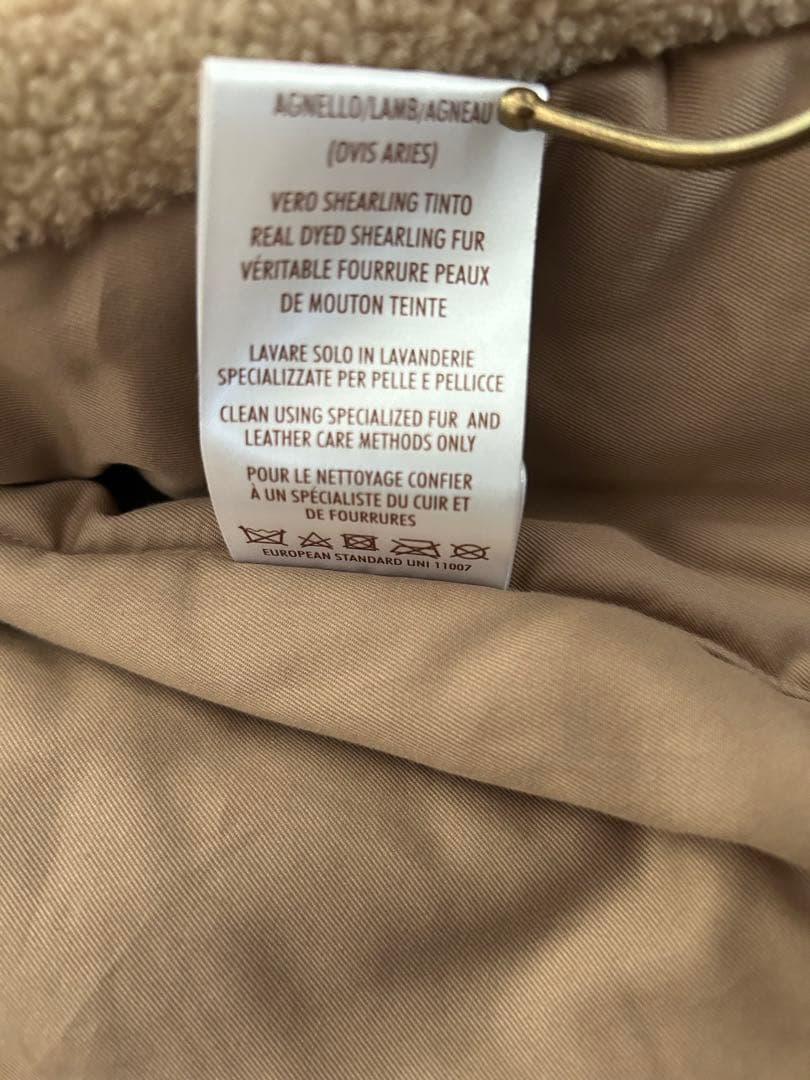 AGNELLO/LAMB/AGNEAU
(OVIS ARIES)
VERO SHEARLING TINTO
REAL DYED SHEARLING FUR
VÉRITABLE FOURRURE PEAUX
DE MOUTON TEINTE
LAVARE SOLO IN LAVANDERIE
SPECIALIZZATE PER PELLE E PELLICCE
CLEAN USING SPECIALIZED FUR AND
LEATHER CARE METHODS ONLY
POUR LE NETTOYAGE CONFIER
À UN SPÉCIALISTE DU CUIR ET
DE FOURRURES
EUROPEAN STANDARD UNI 11007